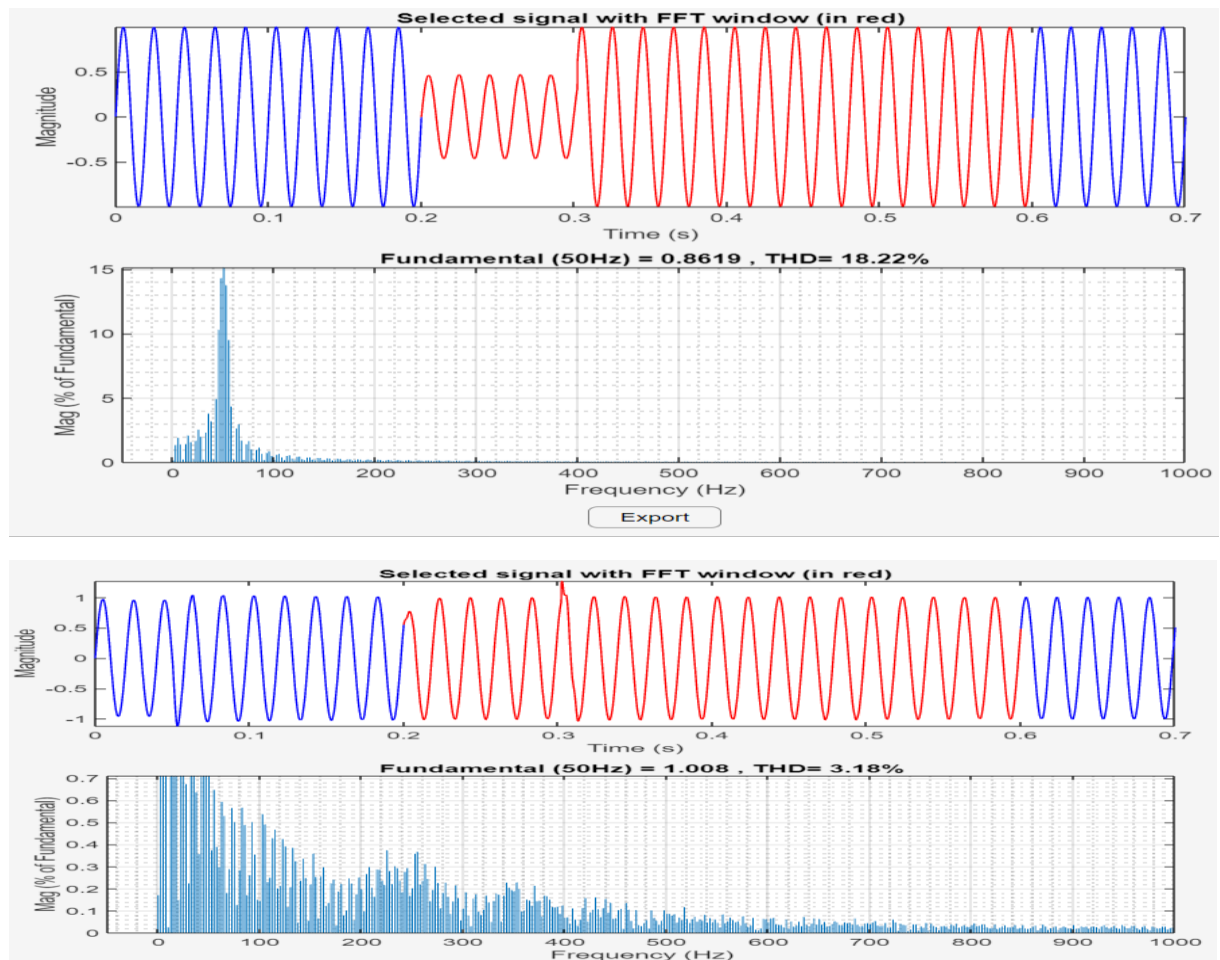 Selected signal with FFT window (in red)
Magnitude
0.5
0
-0.5
0 0.1 0.2 0.3 0.4 0.5 0.6 0.7
Time (s)
Fundamental (50Hz) = 0.8619 , THD= 18.22%
Mag (% of Fundamental)
15
10
5
0
0 100 200 300 400 500 600 700 800 900 1000
Frequency (Hz)
Export
Selected signal with FFT window (in red)
Magnitude
1
0.5
0
-0.5
-1
0 0.1 0.2 0.3 0.4 0.5 0.6 0.7
Time (s)
Fundamental (50Hz) = 1.008 , THD= 3.18%
Mag (% of Fundamental)
0.7
0.6
0.5
0.4
0.3
0.2
0.1
0
0 100 200 300 400 500 600 700 800 900 1000
Frequency (Hz)